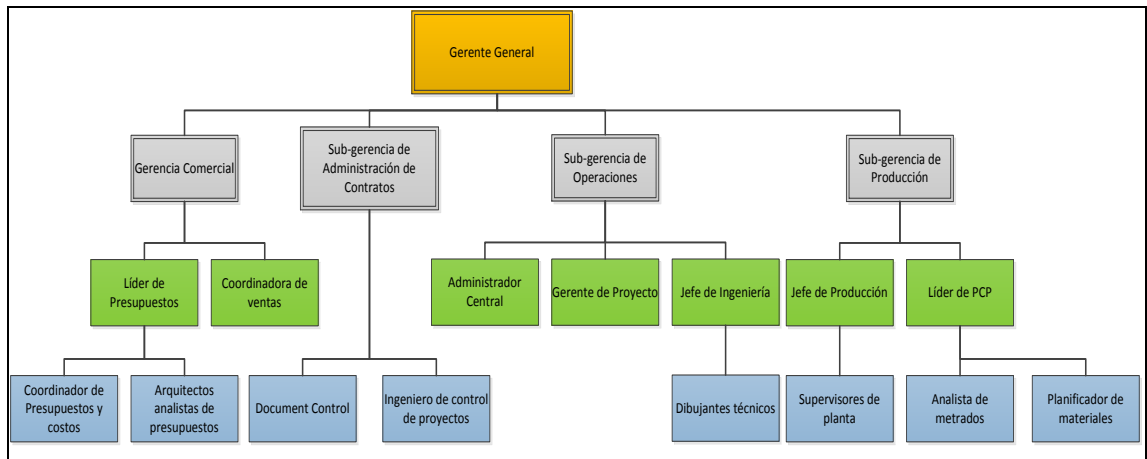 Gerente General
Gerencia Comercial
Sub-gerencia de
Administración de
Contratos
Sub-gerencia de
Operaciones
Sub-gerencia de
Producción
Líder de
Presupuestos
Coordinadora de
ventas
Administrador
Central
Gerente de Proyecto
Jefe de Ingeniería
Jefe de Producción
Líder de PCP
Coordinador de
Presupuestos y
costos
Arquitectos
analistas de
presupuestos
Document Control
Ingeniero de control
de proyectos
Dibujantes técnicos
Supervisores de
planta
Analista de
metrados
Planificador de
materiales